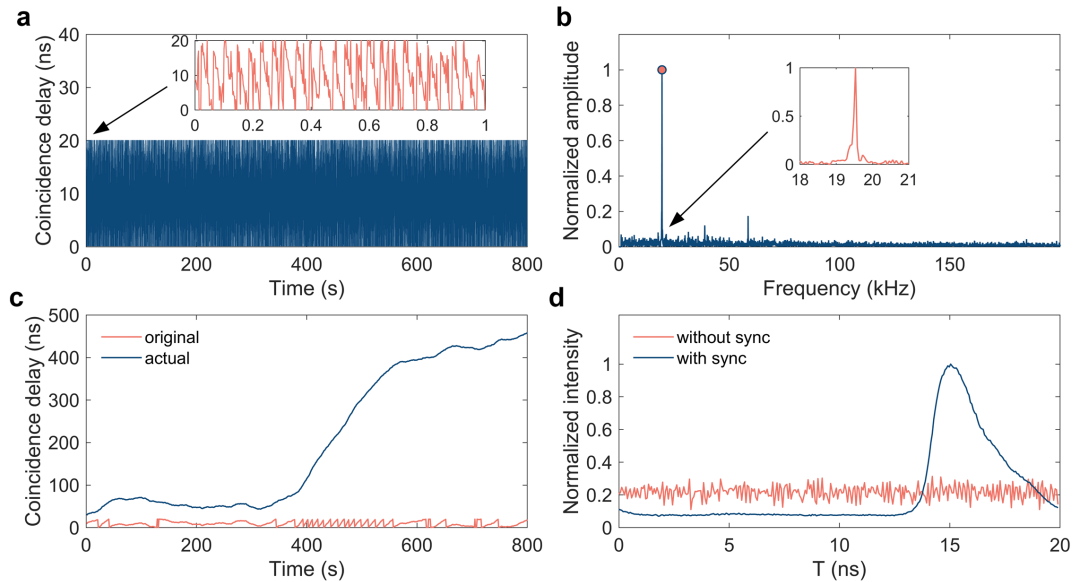 a
Coincidence delay (ns)
40
30
20
10
0
0 200 400 600 800
Time (s)
20
10
0
0 0.2 0.4 0.6 0.8 1
b
Normalized amplitude
1
0.8
0.6
0.4
0.2
0
0 50 100 150
Frequency (kHz)
1
0.5
0
18 19 20 21
c
Coincidence delay (ns)
500
400
300
200
100
0
0 200 400 600 800
Time (s)
original
actual
d
Normalized intensity
1
0.8
0.6
0.4
0.2
0
0 5 10 15 20
T (ns)
without sync
with sync